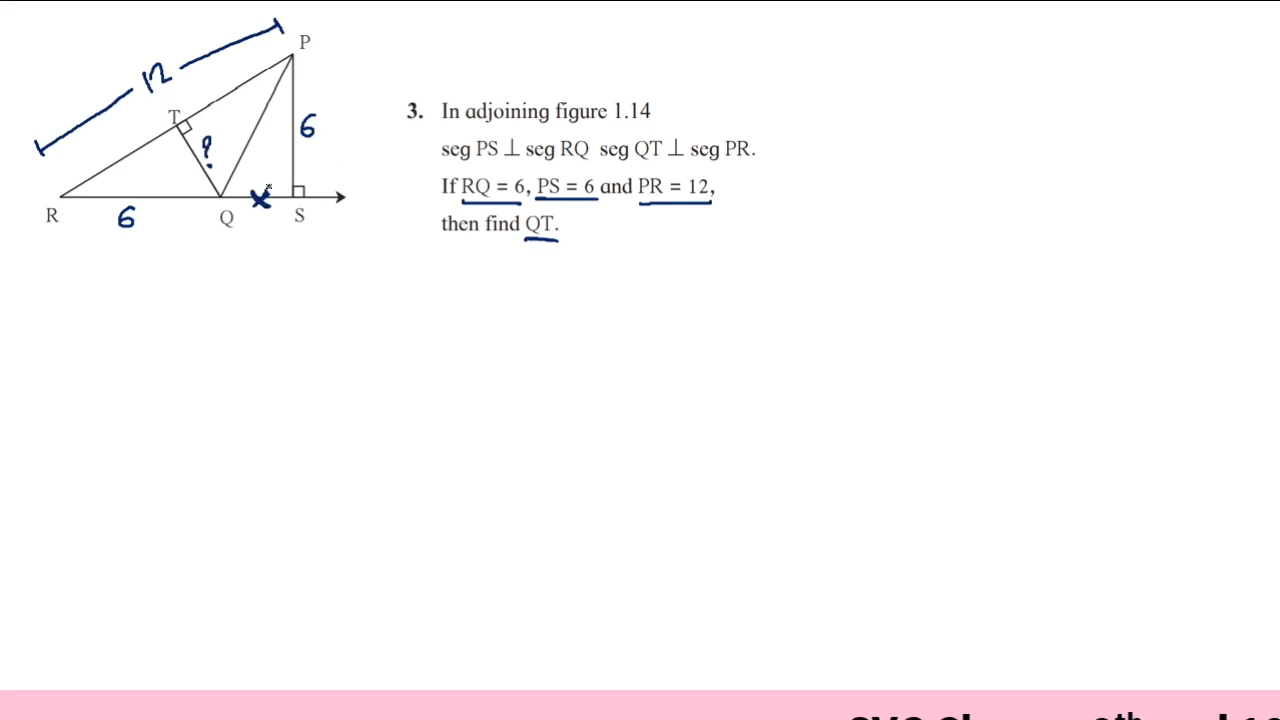 P
12
T
6
?
R
6
Q
x
S
3. In adjoining figure 1.14
seg PS ⊥ seg RQ seg QT ⊥ seg PR.
If RQ = 6, PS = 6 and PR = 12,
then find QT.